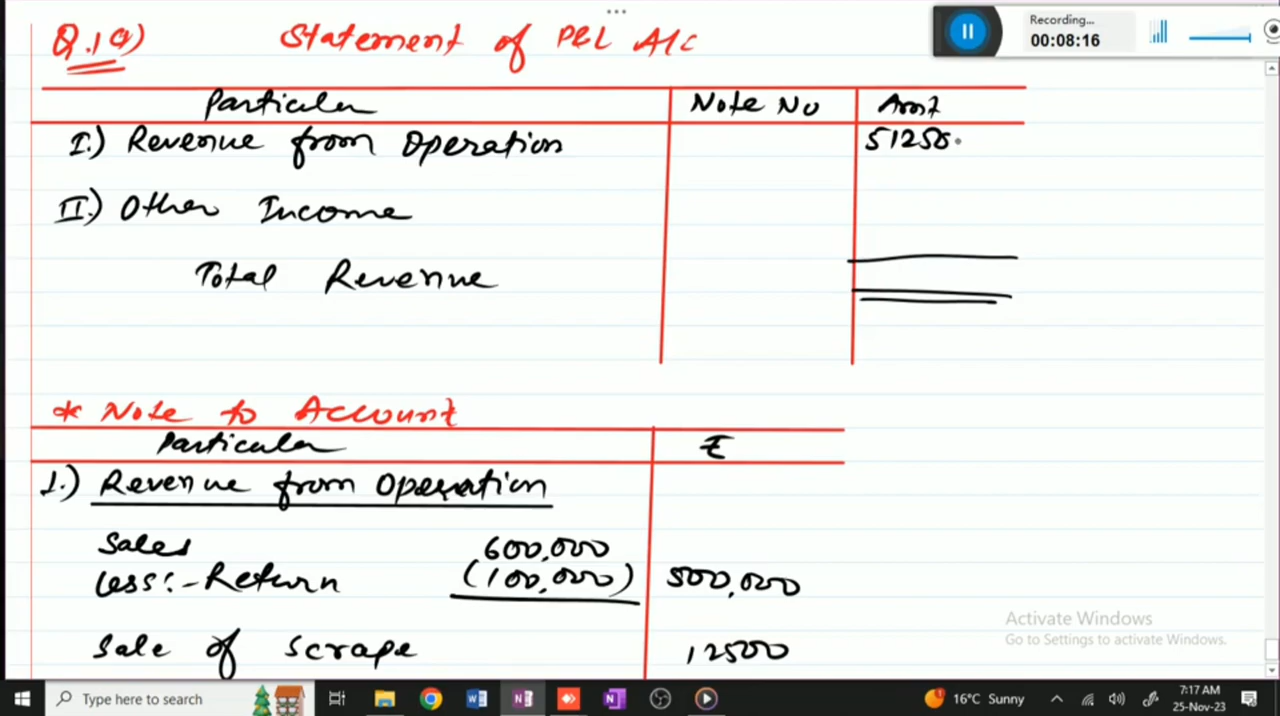 Recording...
00:08:16
Q.1 a) Statement of P&L A/c
Particular Note No Amt
I.) Revenue from Operation 51250
II.) Other Income
Total Revenue
* Note to Account
Particular ₹
1.) Revenue from Operation
Sales 600,000
Less:- Return (100,000) 500,000
Sale of Scrape 12500
Activate Windows
Go to Settings to activate Windows.
Type here to search
16°C Sunny
7:17 AM
25-Nov-23